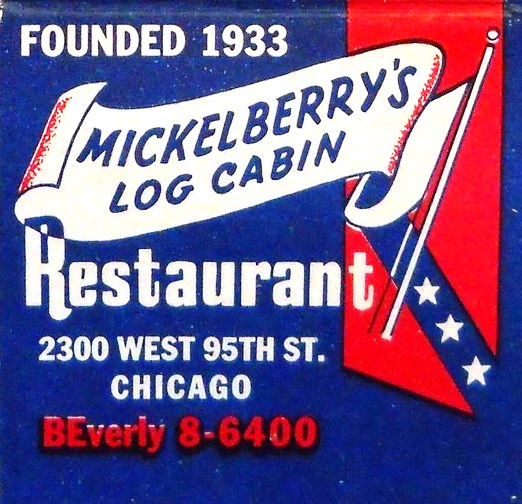 FOUNDED 1933
MICKELBERRY'S
LOG CABIN
Restaurant
2300 WEST 95TH ST.
CHICAGO
BEverly 8-6400